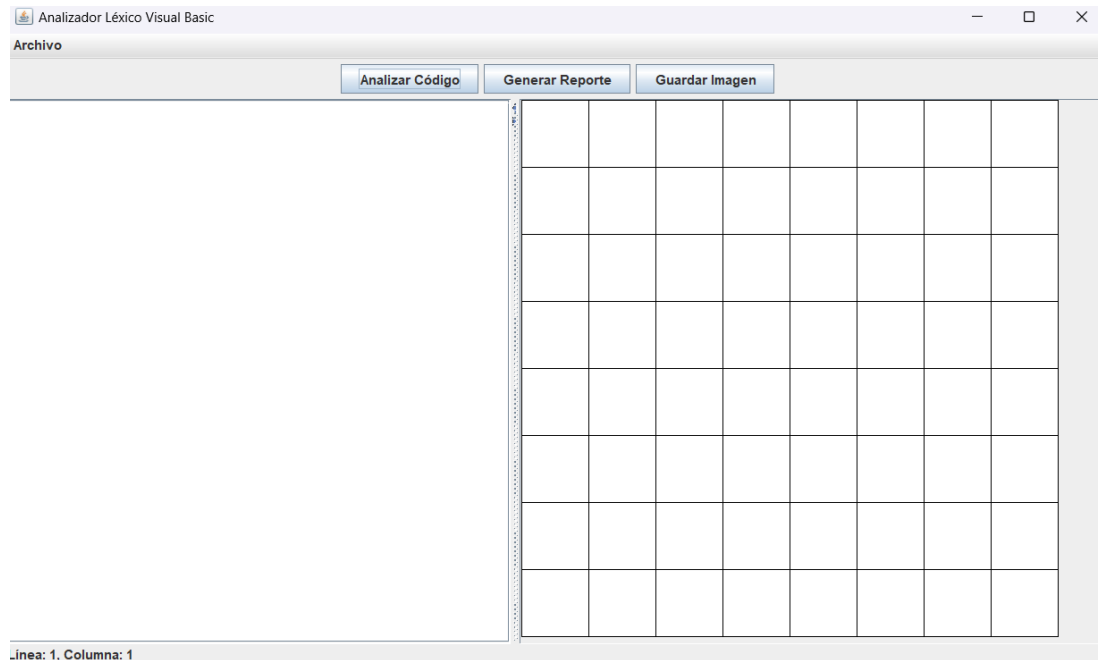 Analizador Léxico Visual Basic
Archivo
Analizar Código Generar Reporte Guardar Imagen
Línea: 1, Columna: 1